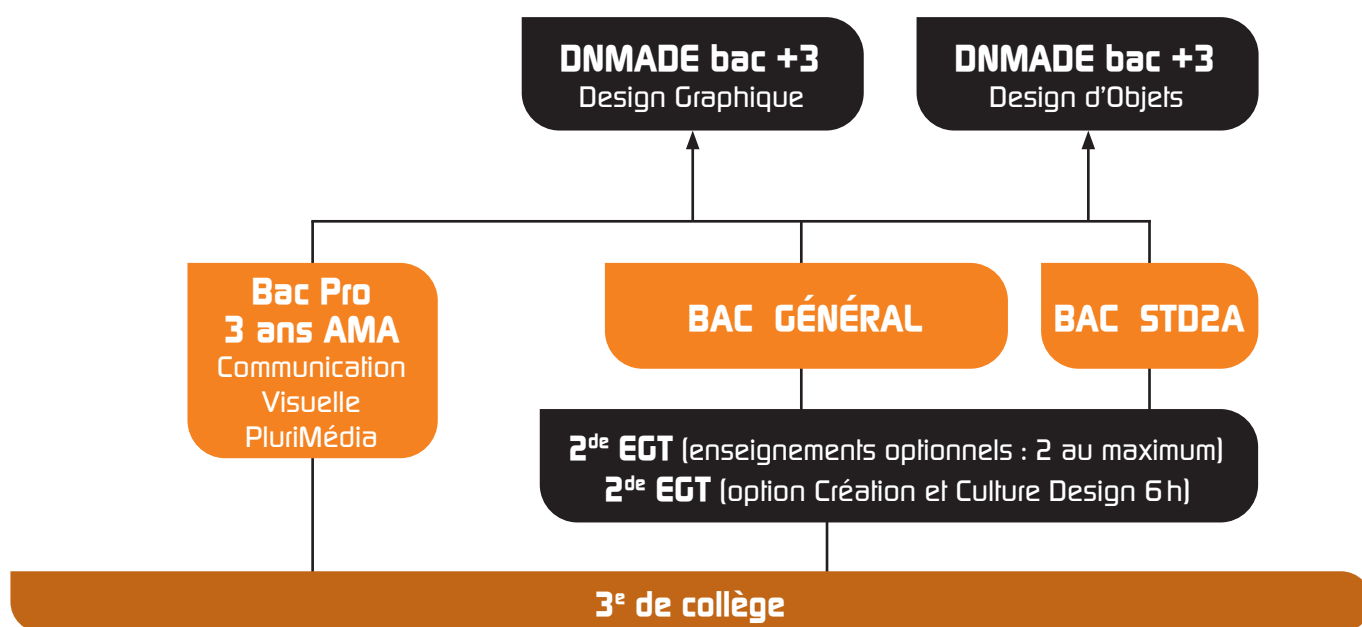 DNMADE bac +3
Design Graphique
DNMADE bac +3
Design d'Objets
Bac Pro
3 ans AMA
Communication
Visuelle
PluriMédia
BAC GÉNÉRAL
BAC STD2A
2de EGT (enseignements optionnels : 2 au maximum)
2de EGT (option Création et Culture Design 6 h)
3e de collège